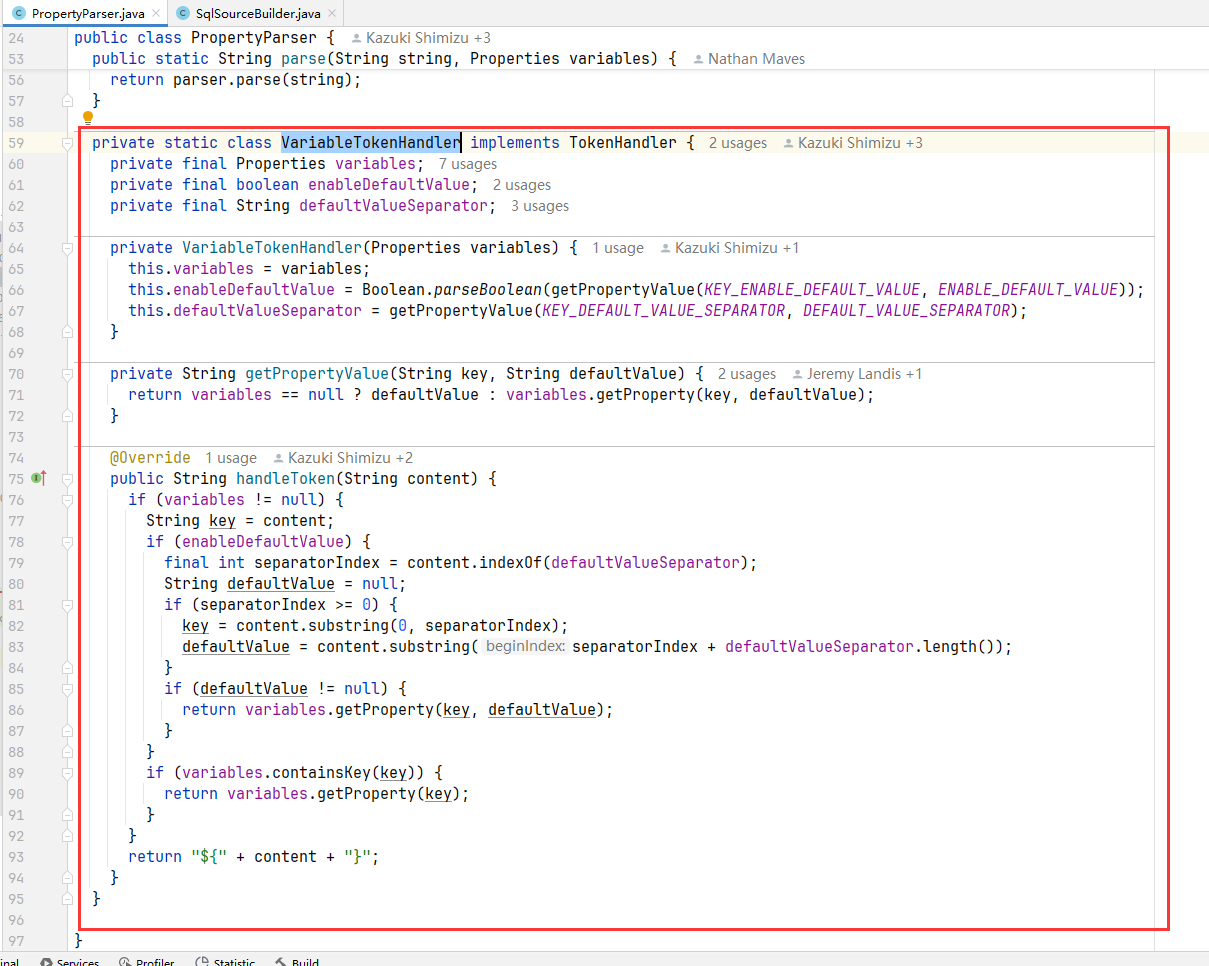 PropertyParser.java × SqlSourceBuilder.java ×
24 public class PropertyParser { Kazuki Shimizu +3
53 public static String parse(String string, Properties variables) { Nathan Maves
56 return parser.parse(string);
57 }
58
59 private static class VariableTokenHandler implements TokenHandler { 2 usages Kazuki Shimizu +3
60 private final Properties variables; 7 usages
61 private final boolean enableDefaultValue; 2 usages
62 private final String defaultValueSeparator; 3 usages
63
64 private VariableTokenHandler(Properties variables) { 1 usage Kazuki Shimizu +1
65 this.variables = variables;
66 this.enableDefaultValue = Boolean.parseBoolean(getPropertyValue(KEY_ENABLE_DEFAULT_VALUE, ENABLE_DEFAULT_VALUE));
67 this.defaultValueSeparator = getPropertyValue(KEY_DEFAULT_VALUE_SEPARATOR, DEFAULT_VALUE_SEPARATOR);
68 }
69
70 private String getPropertyValue(String key, String defaultValue) { 2 usages Jeremy Landis +1
71 return variables == null ? defaultValue : variables.getProperty(key, defaultValue);
72 }
73
74 @Override 1 usage Kazuki Shimizu +2
75 public String handleToken(String content) {
76 if (variables != null) {
77 String key = content;
78 if (enableDefaultValue) {
79 final int separatorIndex = content.indexOf(defaultValueSeparator);
80 String defaultValue = null;
81 if (separatorIndex >= 0) {
82 key = content.substring(0, separatorIndex);
83 defaultValue = content.substring( beginIndex: separatorIndex + defaultValueSeparator.length());
84 }
85 if (defaultValue != null) {
86 return variables.getProperty(key, defaultValue);
87 }
88 }
89 if (variables.containsKey(key)) {
90 return variables.getProperty(key);
91 }
92 }
93 return "${" + content + "}";
94 }
95 }
96
97 }
Services Profiler Statistic Build